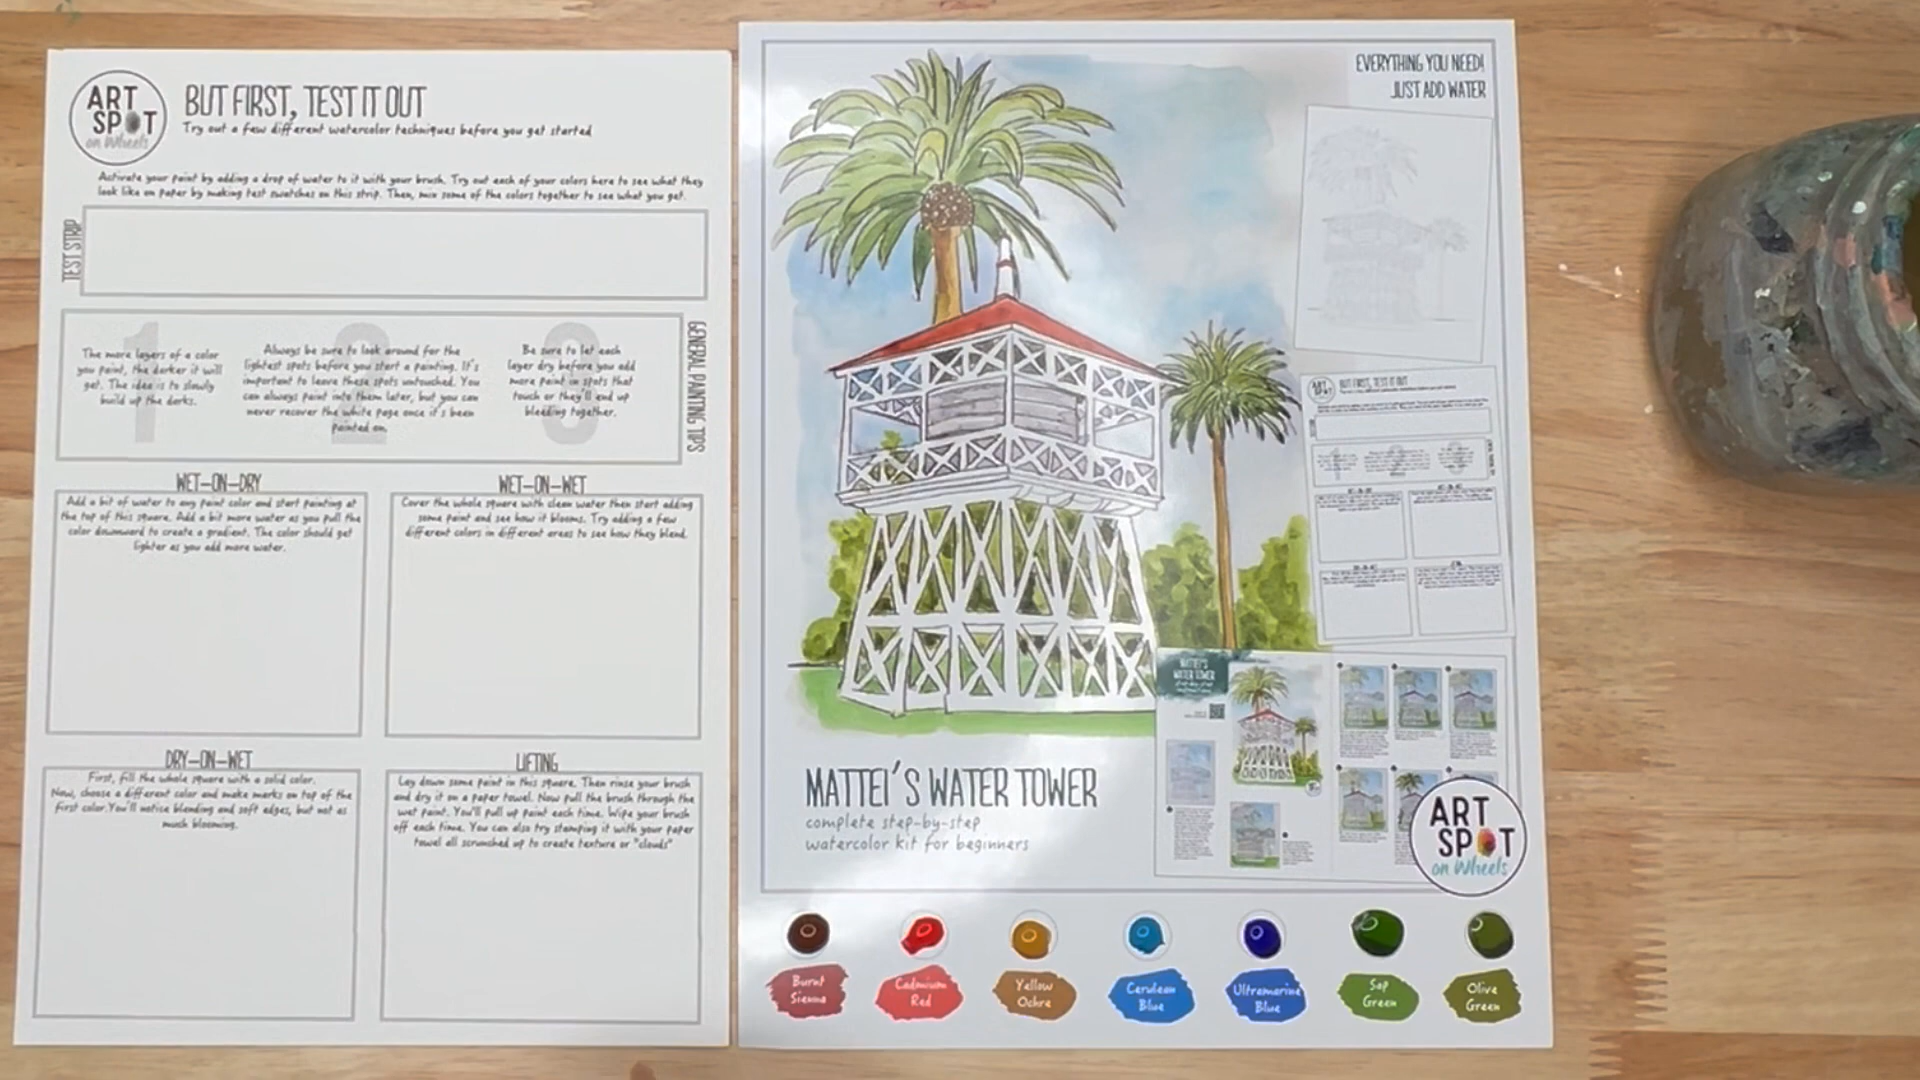 ART
SPOT
on Wheels
BUT FIRST, TEST IT OUT
Try out a few different watercolor techniques before you get started
Activate your paint by adding a drop of water to it with your brush. Try out each of your colors here to see what they
look like on paper by making test swatches on this strip. Then, mix some of the colors together to see what you get.
TEST STRIP
GENERAL PAINTING TIPS
1
The more layers of a color
you paint, the darker it will
get. The idea is to slowly
build up the darks.
2
Always be sure to look around for the
lightest spots before you start a painting. It's
important to leave these spots untouched. You
can always paint into them later, but you can
never recover the white page once it's been
painted on.
3
Be sure to let each
layer dry before you add
more paint in spots that
touch or they'll end up
bleeding together.
WET-ON-DRY
Add a bit of water to any paint color and start painting at
the top of this square. Add a bit more water as you pull the
color downward to create a gradient. The color should get
lighter as you add more water.
WET-ON-WET
Cover the whole square with clean water then start adding
some paint and see how it blooms. Try adding a few
different colors in different areas to see how they blend.
DRY-ON-WET
First, fill the whole square with a solid color.
Now, choose a different color and make marks on top of the
first color.You'll notice blending and soft edges, but not as
much blooming.
LIFTING
Lay down some paint in this square. Then rinse your brush
and dry it on a paper towel. Now pull the brush through the
wet paint. You'll pull up paint each time. Wipe your brush
off each time. You can also try stamping it with your paper
towel all scrunched up to create texture or "clouds"
EVERYTHING YOU NEED!
JUST ADD WATER
BUT FIRST, TEST IT OUT
MATTEI'S
WATER TOWER
MATTEI'S WATER TOWER
complete step-by-step
watercolor kit for beginners
ART
SPOT
on Wheels
Burnt
Sienna
Cadmium
Red
Yellow
Ochre
Cerulean
Blue
Ultramarine
Blue
Sap
Green
Olive
Green